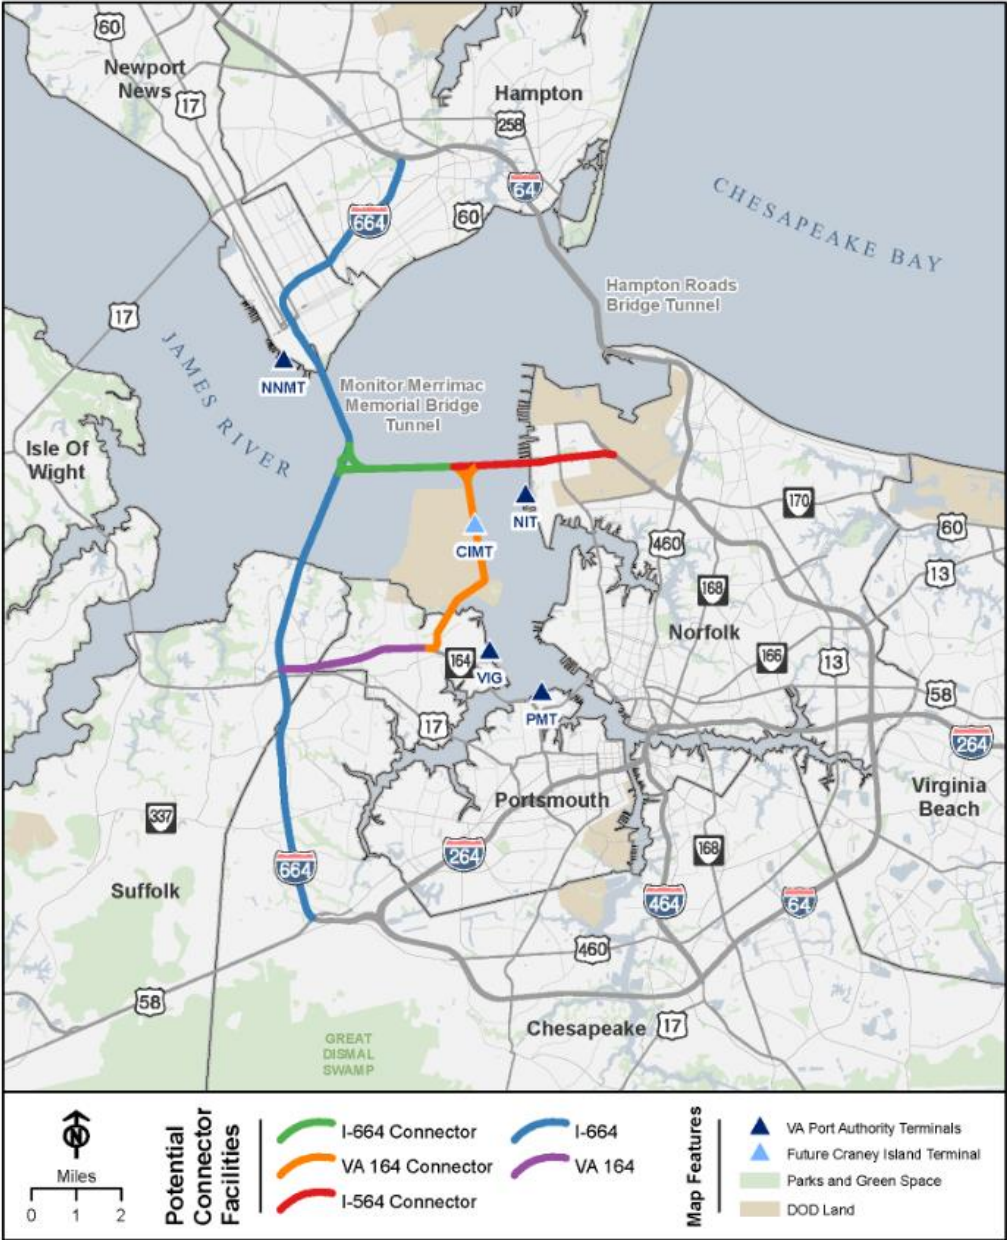 60
Newport
News
17
Hampton
258
64
664
60
CHESAPEAKE BAY
Hampton Roads
Bridge Tunnel
17
JAMES RIVER
NNMT
Monitor Merrimac
Memorial Bridge
Tunnel
Isle Of
Wight
NIT
170
CIMT
460
60
13
168
Norfolk
164
VIG
166
13
58
PMT
17
264
Virginia
Beach
Portsmouth
337
264
168
664
Suffolk
464
64
460
58
Chesapeake
17
GREAT
DISMAL
SWAMP
N
Miles
0 1 2
Potential
Connector
Facilities
I-664 Connector
VA 164 Connector
I-564 Connector
I-664
VA 164
Map Features
VA Port Authority Terminals
Future Craney Island Terminal
Parks and Green Space
DOD Land